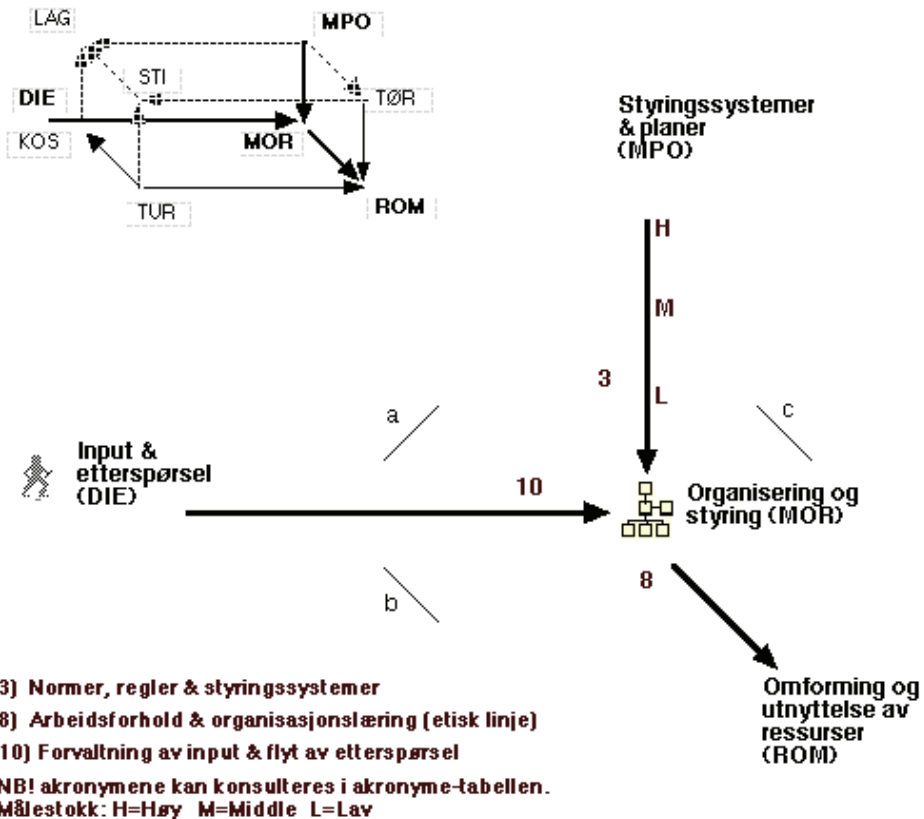 LAG
MPO
STI
DIE
TØR
KOS
MOR
TUR
ROM
Styringssystemer
& planer
(MPO)
H
M
3
L
a
c
Input &
etterspørsel
(DIE)
10
Organisering og
styring (MOR)
8
b
3) Normer, regler & styringssystemer
8) Arbeidsforhold & organisasjonslæring (etisk linje)
10) Forvaltning av input & flyt av etterspørsel
NB! akronymene kan konsulteres i akronyme-tabellen.
Målestokk: H=Høy M=Middle L=Lav
Omforming og
utnyttelse av
ressurser
(ROM)